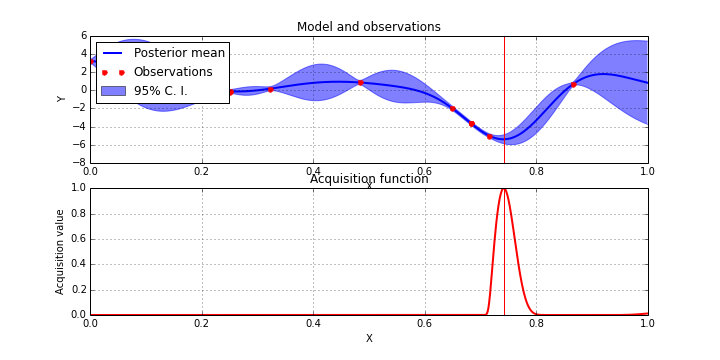 Model and observations
6
4
2
0
−2
−4
−6
−8
Y
Posterior mean
Observations
95% C. I.
0.0 0.2 0.4 0.6 0.8 1.0
X
Acquisition function
1.0
0.8
0.6
0.4
0.2
0.0
Acquisition value
0.0 0.2 0.4 0.6 0.8 1.0
X